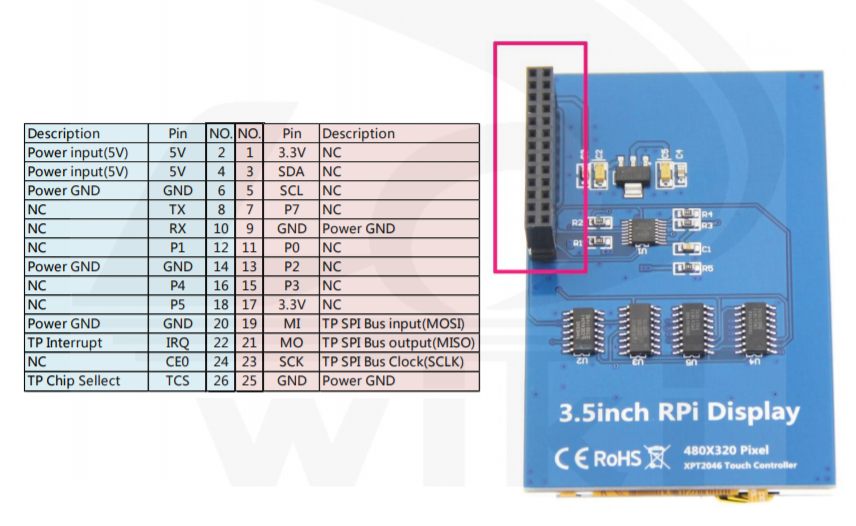 Description Pin NO. NO. Pin Description
Power input(5V) 5V 2 1 3.3V NC
Power input(5V) 5V 4 3 SDA NC
Power GND GND 6 5 SCL NC
NC TX 8 7 P7 NC
NC RX 10 9 GND Power GND
NC P1 12 11 P0 NC
Power GND GND 14 13 P2 NC
NC P4 16 15 P3 NC
NC P5 18 17 3.3V NC
Power GND GND 20 19 MI TP SPI Bus input(MOSI)
TP Interrupt IRQ 22 21 MO TP SPI Bus output(MISO)
NC CE0 24 23 SCK TP SPI Bus Clock(SCLK)
TP Chip Sellect TCS 26 25 GND Power GND
C2
C4
R2
R4
R3
R1
U1
C1
R5
U2
U3
U5
U4
3.5inch RPi Display
CE RoHS
480X320 Pixel
XPT2046 Touch Controller
wiki